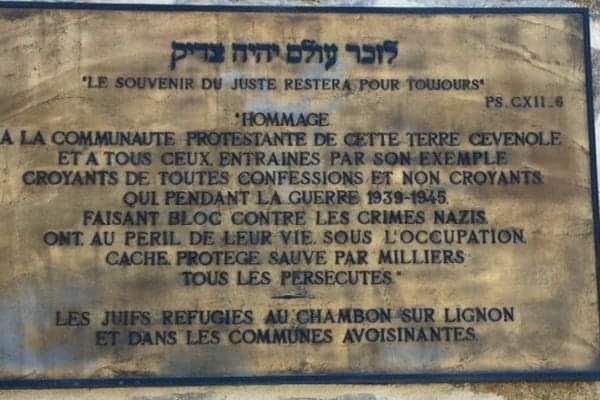 לזכר עולם יהיה צדיק
"LE SOUVENIR DU JUSTE RESTERA POUR TOUJOURS"
PS.CXII_6
"HOMMAGE
A LA COMMUNAUTE PROTESTANTE DE CETTE TERRE CEVENOLE
ET A TOUS CEUX ENTRAINES PAR SON EXEMPLE
CROYANTS DE TOUTES CONFESSIONS ET NON CROYANTS,
QUI PENDANT LA GUERRE 1939-1945,
FAISANT BLOC CONTRE LES CRIMES NAZIS,
ONT, AU PERIL DE LEUR VIE, SOUS L'OCCUPATION,
CACHE, PROTEGE SAUVE PAR MILLIERS
TOUS LES PERSECUTES."
LES JUIFS REFUGIES AU CHAMBON SUR LIGNON
ET DANS LES COMMUNES AVOISINANTES.